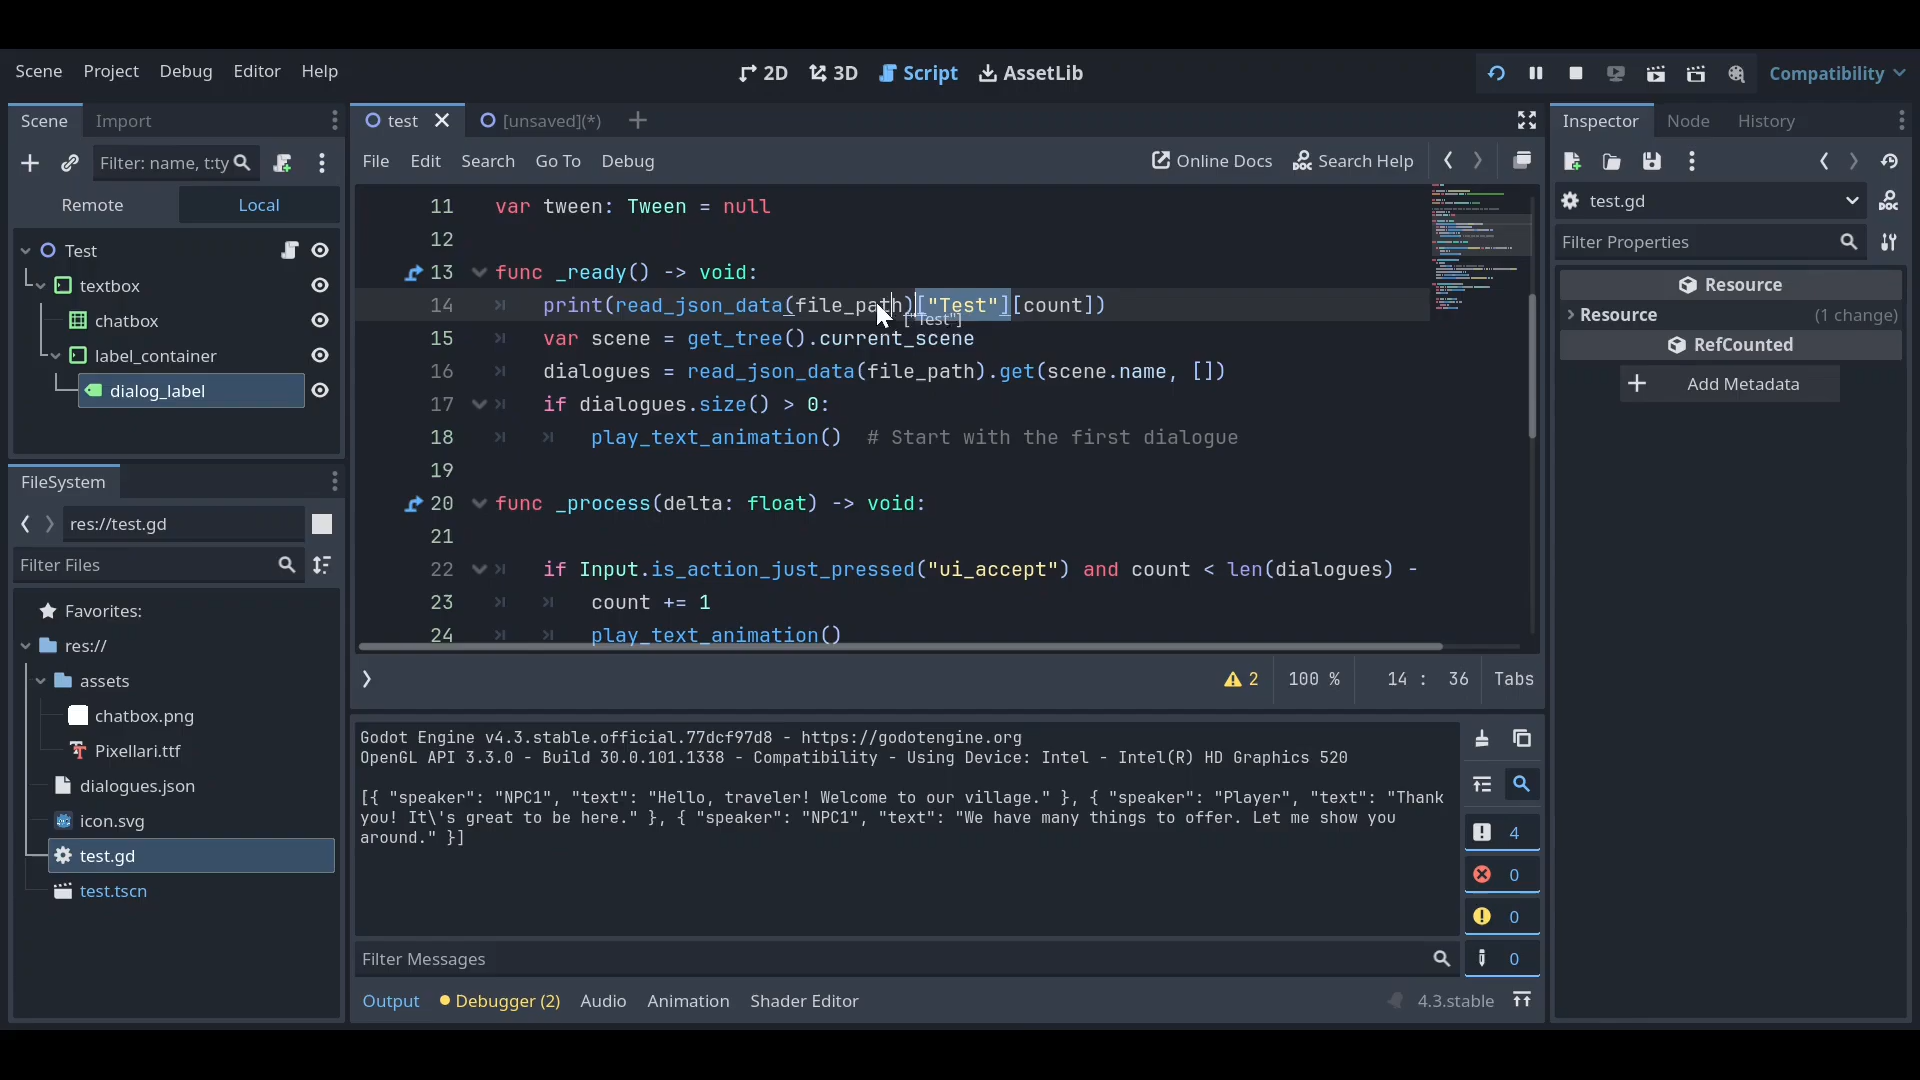 Scene Project Debug Editor Help
2D 3D Script AssetLib
Compatibility
Scene Import
Filter: name, t:ty
Remote Local
Test
textbox
chatbox
label_container
dialog_label
FileSystem
res://test.gd
Filter Files
Favorites:
res://
assets
chatbox.png
Pixellari.ttf
dialogues.json
icon.svg
test.gd
test.tscn
test [unsaved](*)
File Edit Search Go To Debug
Online Docs Search Help
11 var tween: Tween = null
12
13 func _ready() -> void:
14 print(read_json_data(file_path)["Test"][count])
["Test"]
15 var scene = get_tree().current_scene
16 dialogues = read_json_data(file_path).get(scene.name, [])
17 if dialogues.size() > 0:
18 play_text_animation() # Start with the first dialogue
19
20 func _process(delta: float) -> void:
21
22 if Input.is_action_just_pressed("ui_accept") and count < len(dialogues) -
23 count += 1
24 play_text_animation()
2 100 % 14 : 36 Tabs
Godot Engine v4.3.stable.official.77dcf97d8 - https://godotengine.org
OpenGL API 3.3.0 - Build 30.0.101.1338 - Compatibility - Using Device: Intel - Intel(R) HD Graphics 520
[{ "speaker": "NPC1", "text": "Hello, traveler! Welcome to our village." }, { "speaker": "Player", "text": "Thank
you! It\'s great to be here." }, { "speaker": "NPC1", "text": "We have many things to offer. Let me show you
around." }]
4
0
0
0
Filter Messages
Output Debugger (2) Audio Animation Shader Editor
4.3.stable
Inspector Node History
test.gd
Filter Properties
Resource
Resource (1 change)
RefCounted
Add Metadata